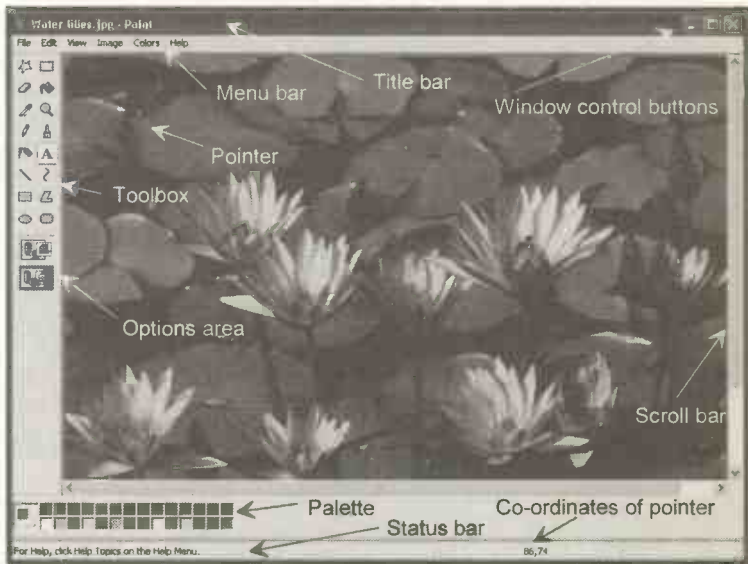 Water lilies.jpg - Paint
File Edit View Image Colors Help
Title bar
Menu bar
Window control buttons
Pointer
A
Toolbox
Options area
Scroll bar
Palette
Co-ordinates of pointer
Status bar
For Help, click Help Topics on the Help Menu.
86,74